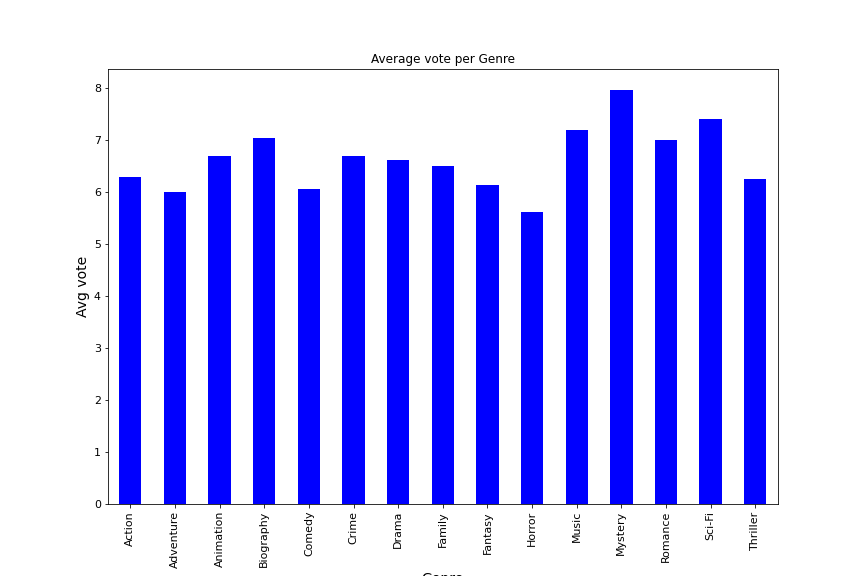 Average vote per Genre
Avg vote
8
7
6
5
4
3
2
1
0
Action
Adventure
Animation
Biography
Comedy
Crime
Drama
Family
Fantasy
Horror
Music
Mystery
Romance
Sci-Fi
Thriller
Genre